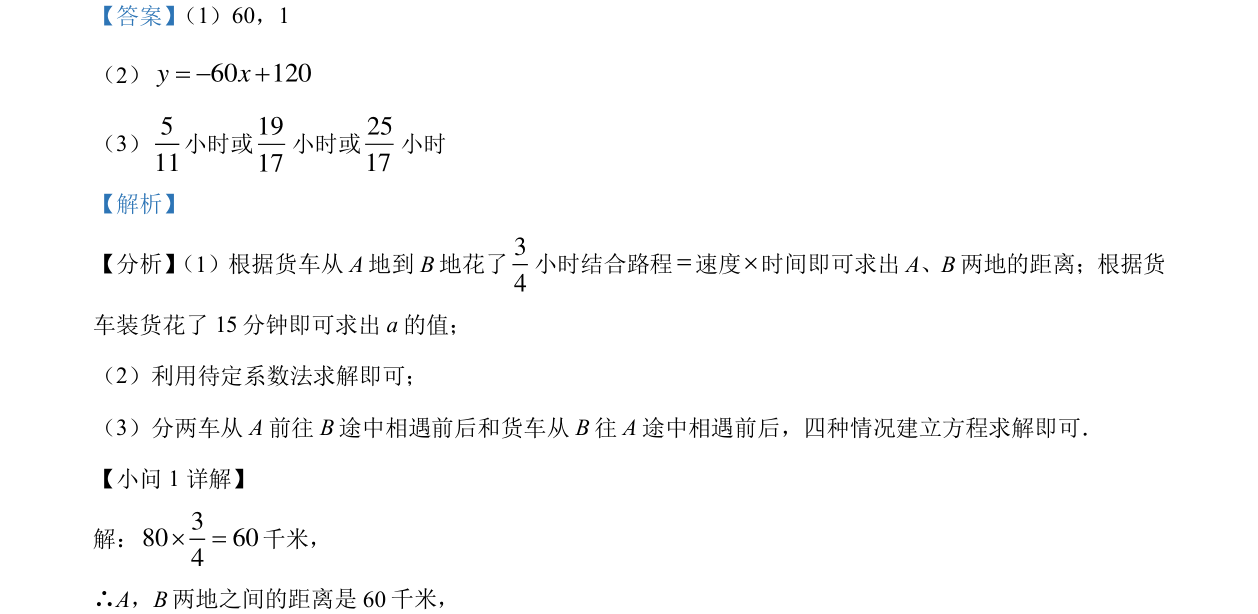 【答案】（1）60，1
（2）y = −60x + 120
（3）5/11 小时或 19/17 小时或 25/17 小时
【解析】
【分析】（1）根据货车从 A 地到 B 地花了 3/4 小时结合路程＝速度×时间即可求出 A、B 两地的距离；根据货
车装货花了 15 分钟即可求出 a 的值；
（2）利用待定系数法求解即可；
（3）分两车从 A 前往 B 途中相遇前后和货车从 B 往 A 途中相遇前后，四种情况建立方程求解即可．
【小问 1 详解】
解：80 × 3/4 = 60 千米，
∴A，B 两地之间的距离是 60 千米，